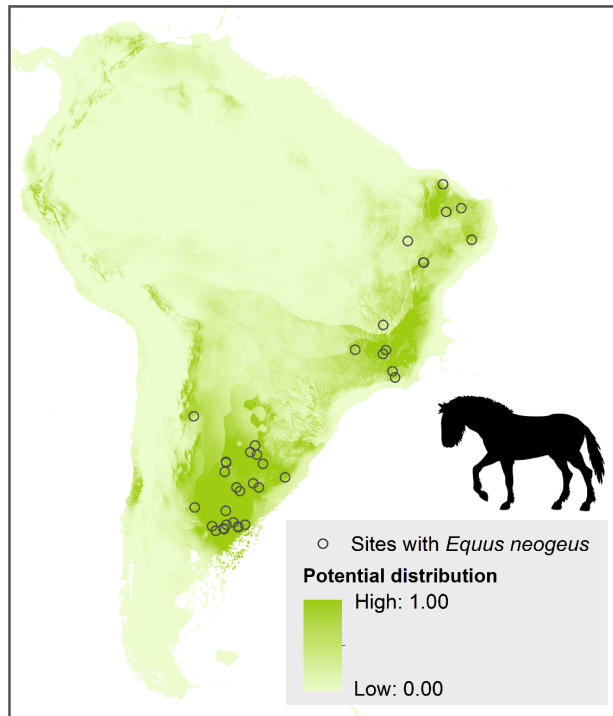 Sites with Equus neogeus
Potential distribution
High: 1.00
Low: 0.00